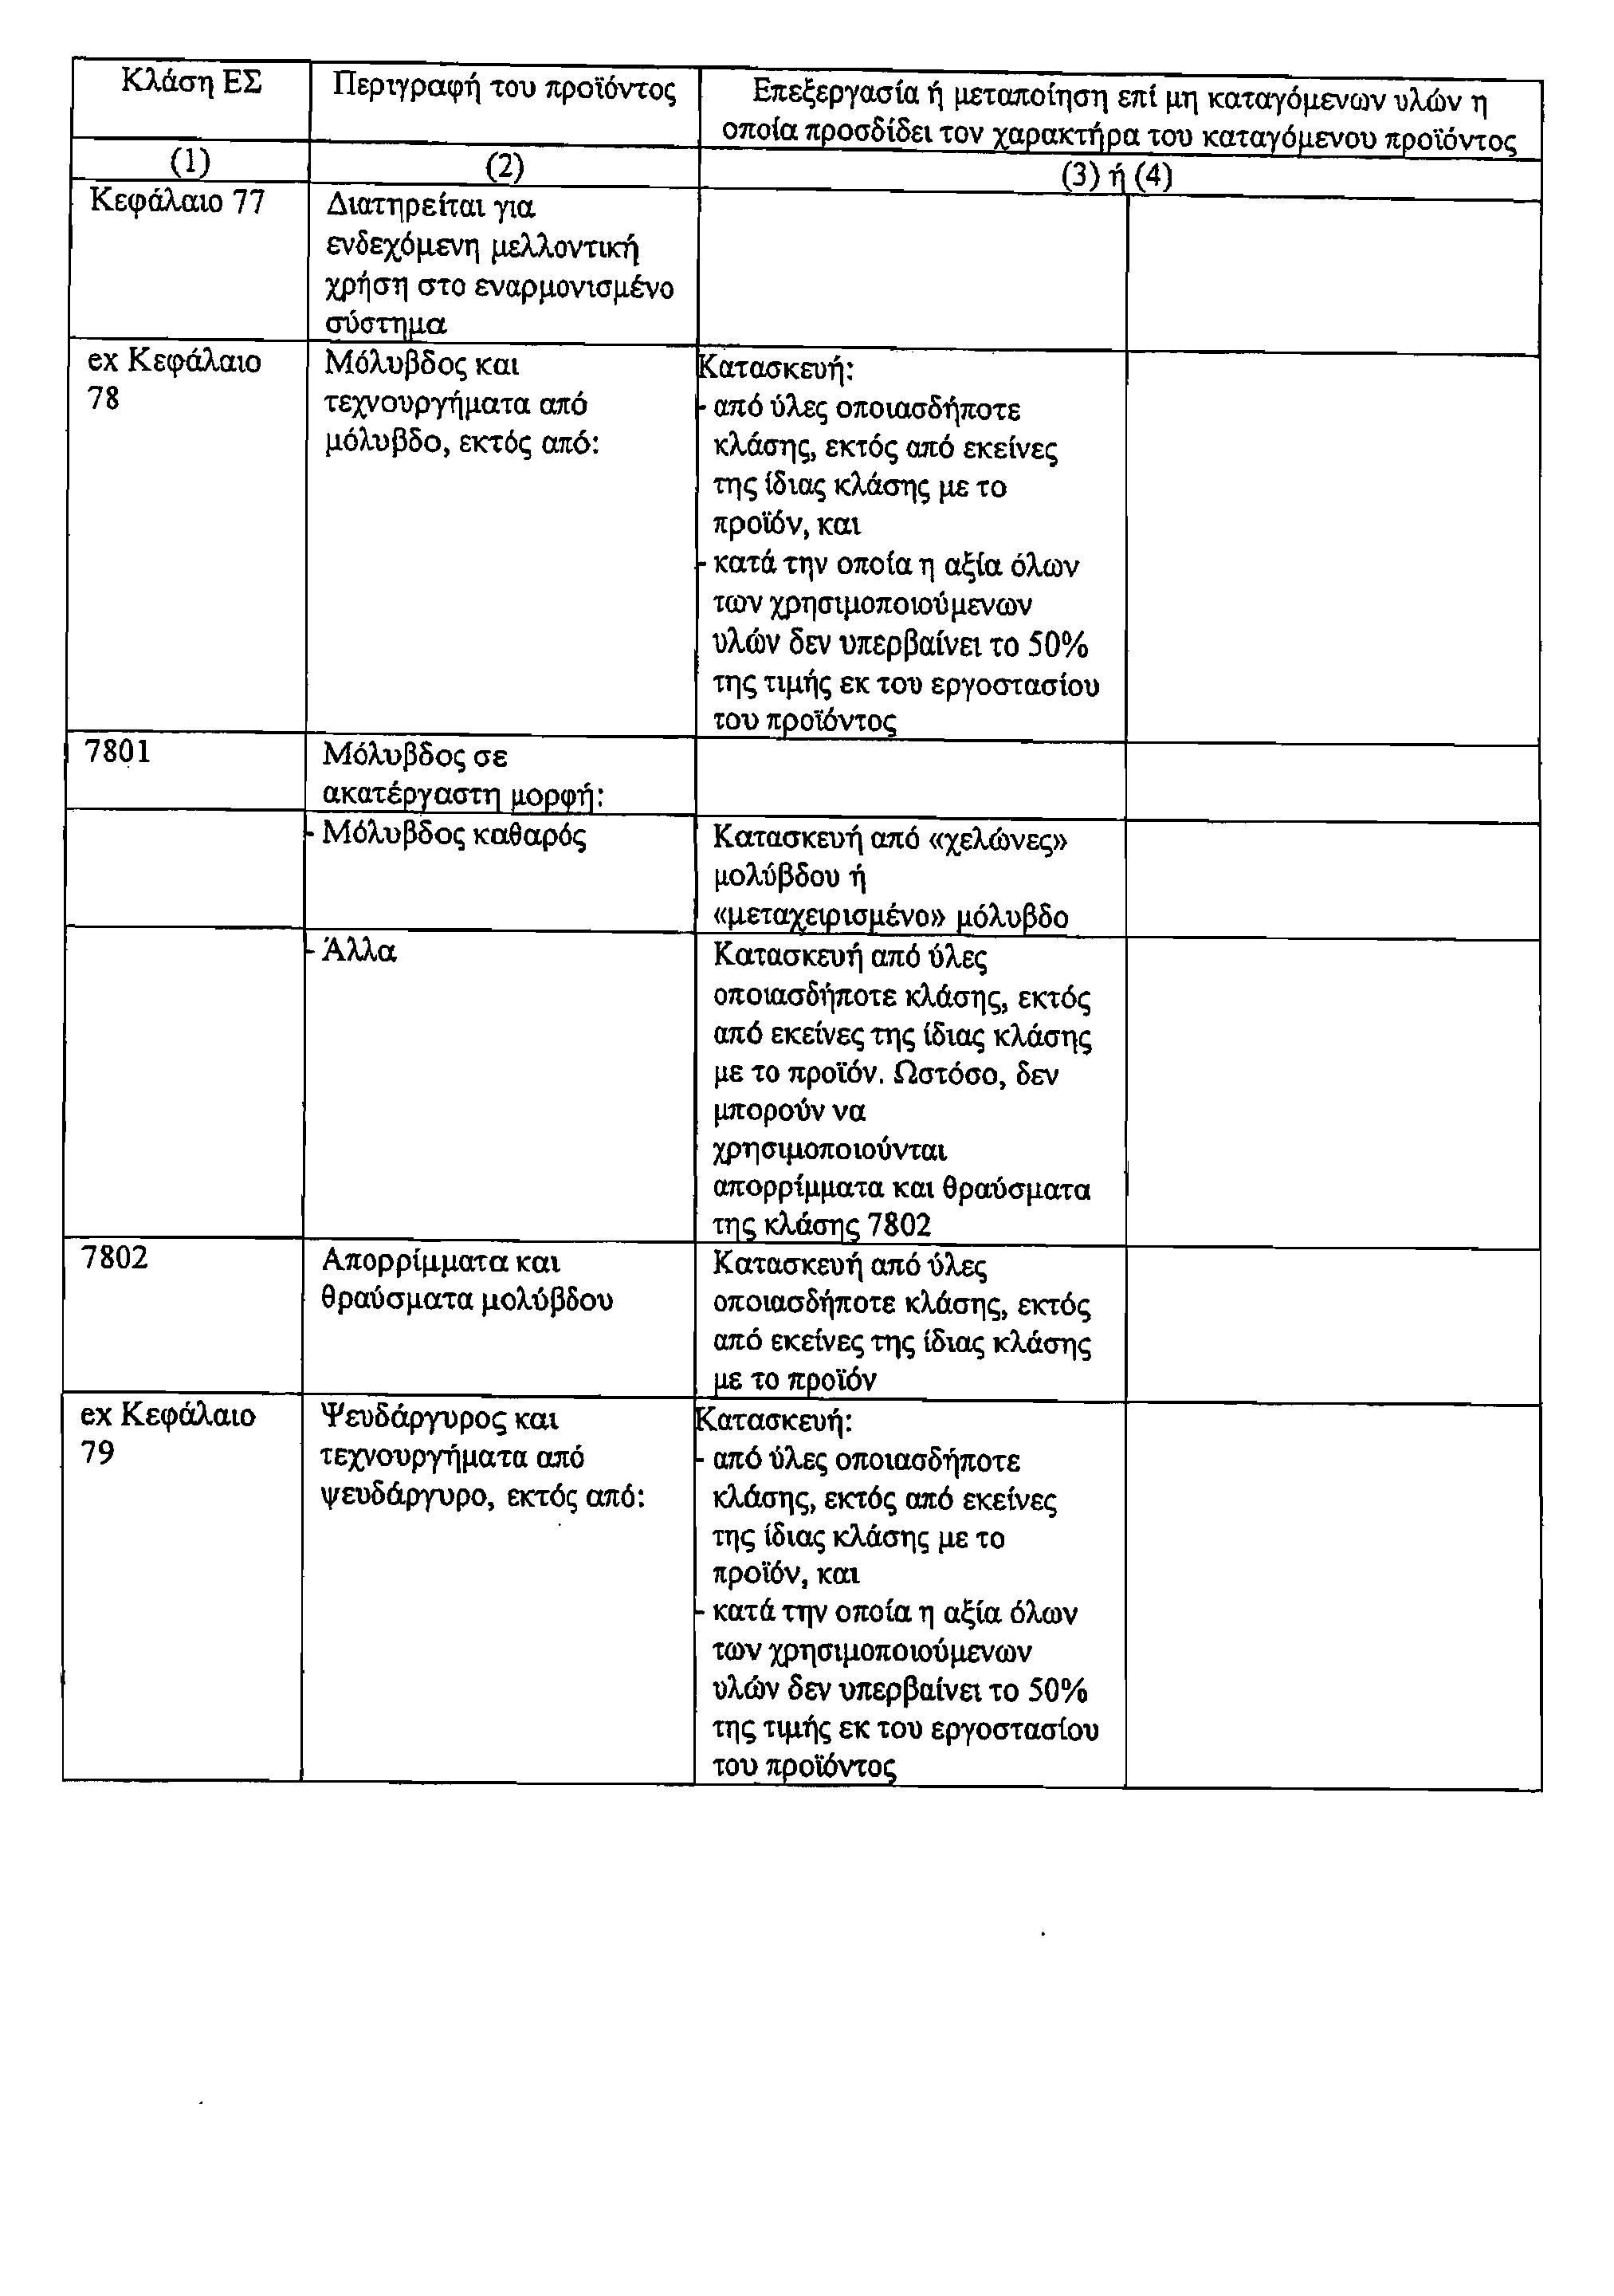 Κλάση ΕΣ
Περιγραφή του προϊόντος
Επεξεργασία ή μεταποίηση επί μη καταγόμενων υλών η
οποία προσδίδει τον χαρακτήρα του καταγόμενου προϊόντος
(1)
(2)
(3) ή (4)
Κεφάλαιο 77
Διατηρείται για
ενδεχόμενη μελλοντική
χρήση στο εναρμονισμένο
σύστημα
ex Κεφάλαιο
78
Μόλυβδος και
τεχνουργήματα από
μόλυβδο, εκτός από:
Κατασκευή:
- από ύλες οποιασδήποτε
κλάσης, εκτός από εκείνες
της ίδιας κλάσης με το
προϊόν, και
- κατά την οποία η αξία όλων
των χρησιμοποιούμενων
υλών δεν υπερβαίνει το 50%
της τιμής εκ του εργοστασίου
του προϊόντος
7801
Μόλυβδος σε
ακατέργαστη μορφή:
- Μόλυβδος καθαρός
Κατασκευή από «χελώνες»
μολύβδου ή
«μεταχειρισμένο» μόλυβδο
- Άλλα
Κατασκευή από ύλες
οποιασδήποτε κλάσης, εκτός
από εκείνες της ίδιας κλάσης
με το προϊόν. Ωστόσο, δεν
μπορούν να
χρησιμοποιούνται
απορρίμματα και θραύσματα
της κλάσης 7802
7802
Απορρίμματα και
θραύσματα μολύβδου
Κατασκευή από ύλες
οποιασδήποτε κλάσης, εκτός
από εκείνες της ίδιας κλάσης
με το προϊόν
ex Κεφάλαιο
79
Ψευδάργυρος και
τεχνουργήματα από
ψευδάργυρο, εκτός από:
Κατασκευή:
- από ύλες οποιασδήποτε
κλάσης, εκτός από εκείνες
της ίδιας κλάσης με το
προϊόν, και
- κατά την οποία η αξία όλων
των χρησιμοποιούμενων
υλών δεν υπερβαίνει το 50%
της τιμής εκ του εργοστασίου
του προϊόντος